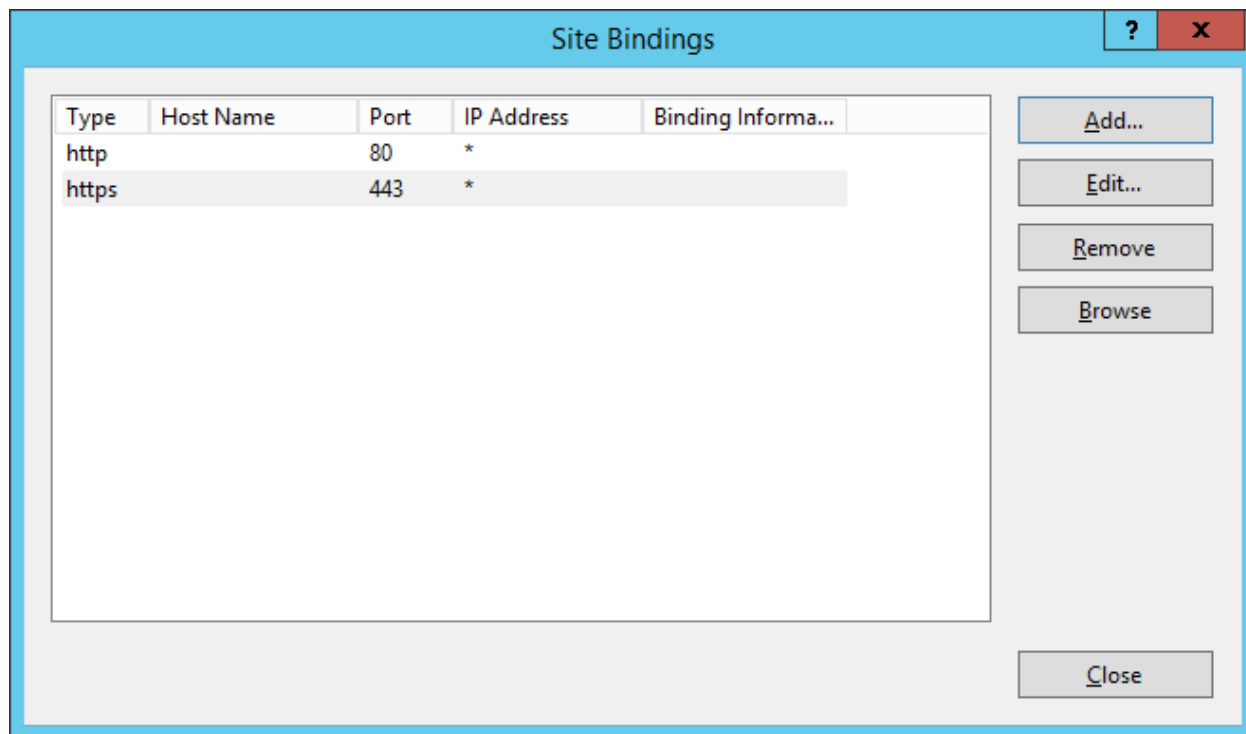 Site Bindings
? x
Type Host Name Port IP Address Binding Informa...
http 80 *
https 443 *
Add...
Edit...
Remove
Browse
Close